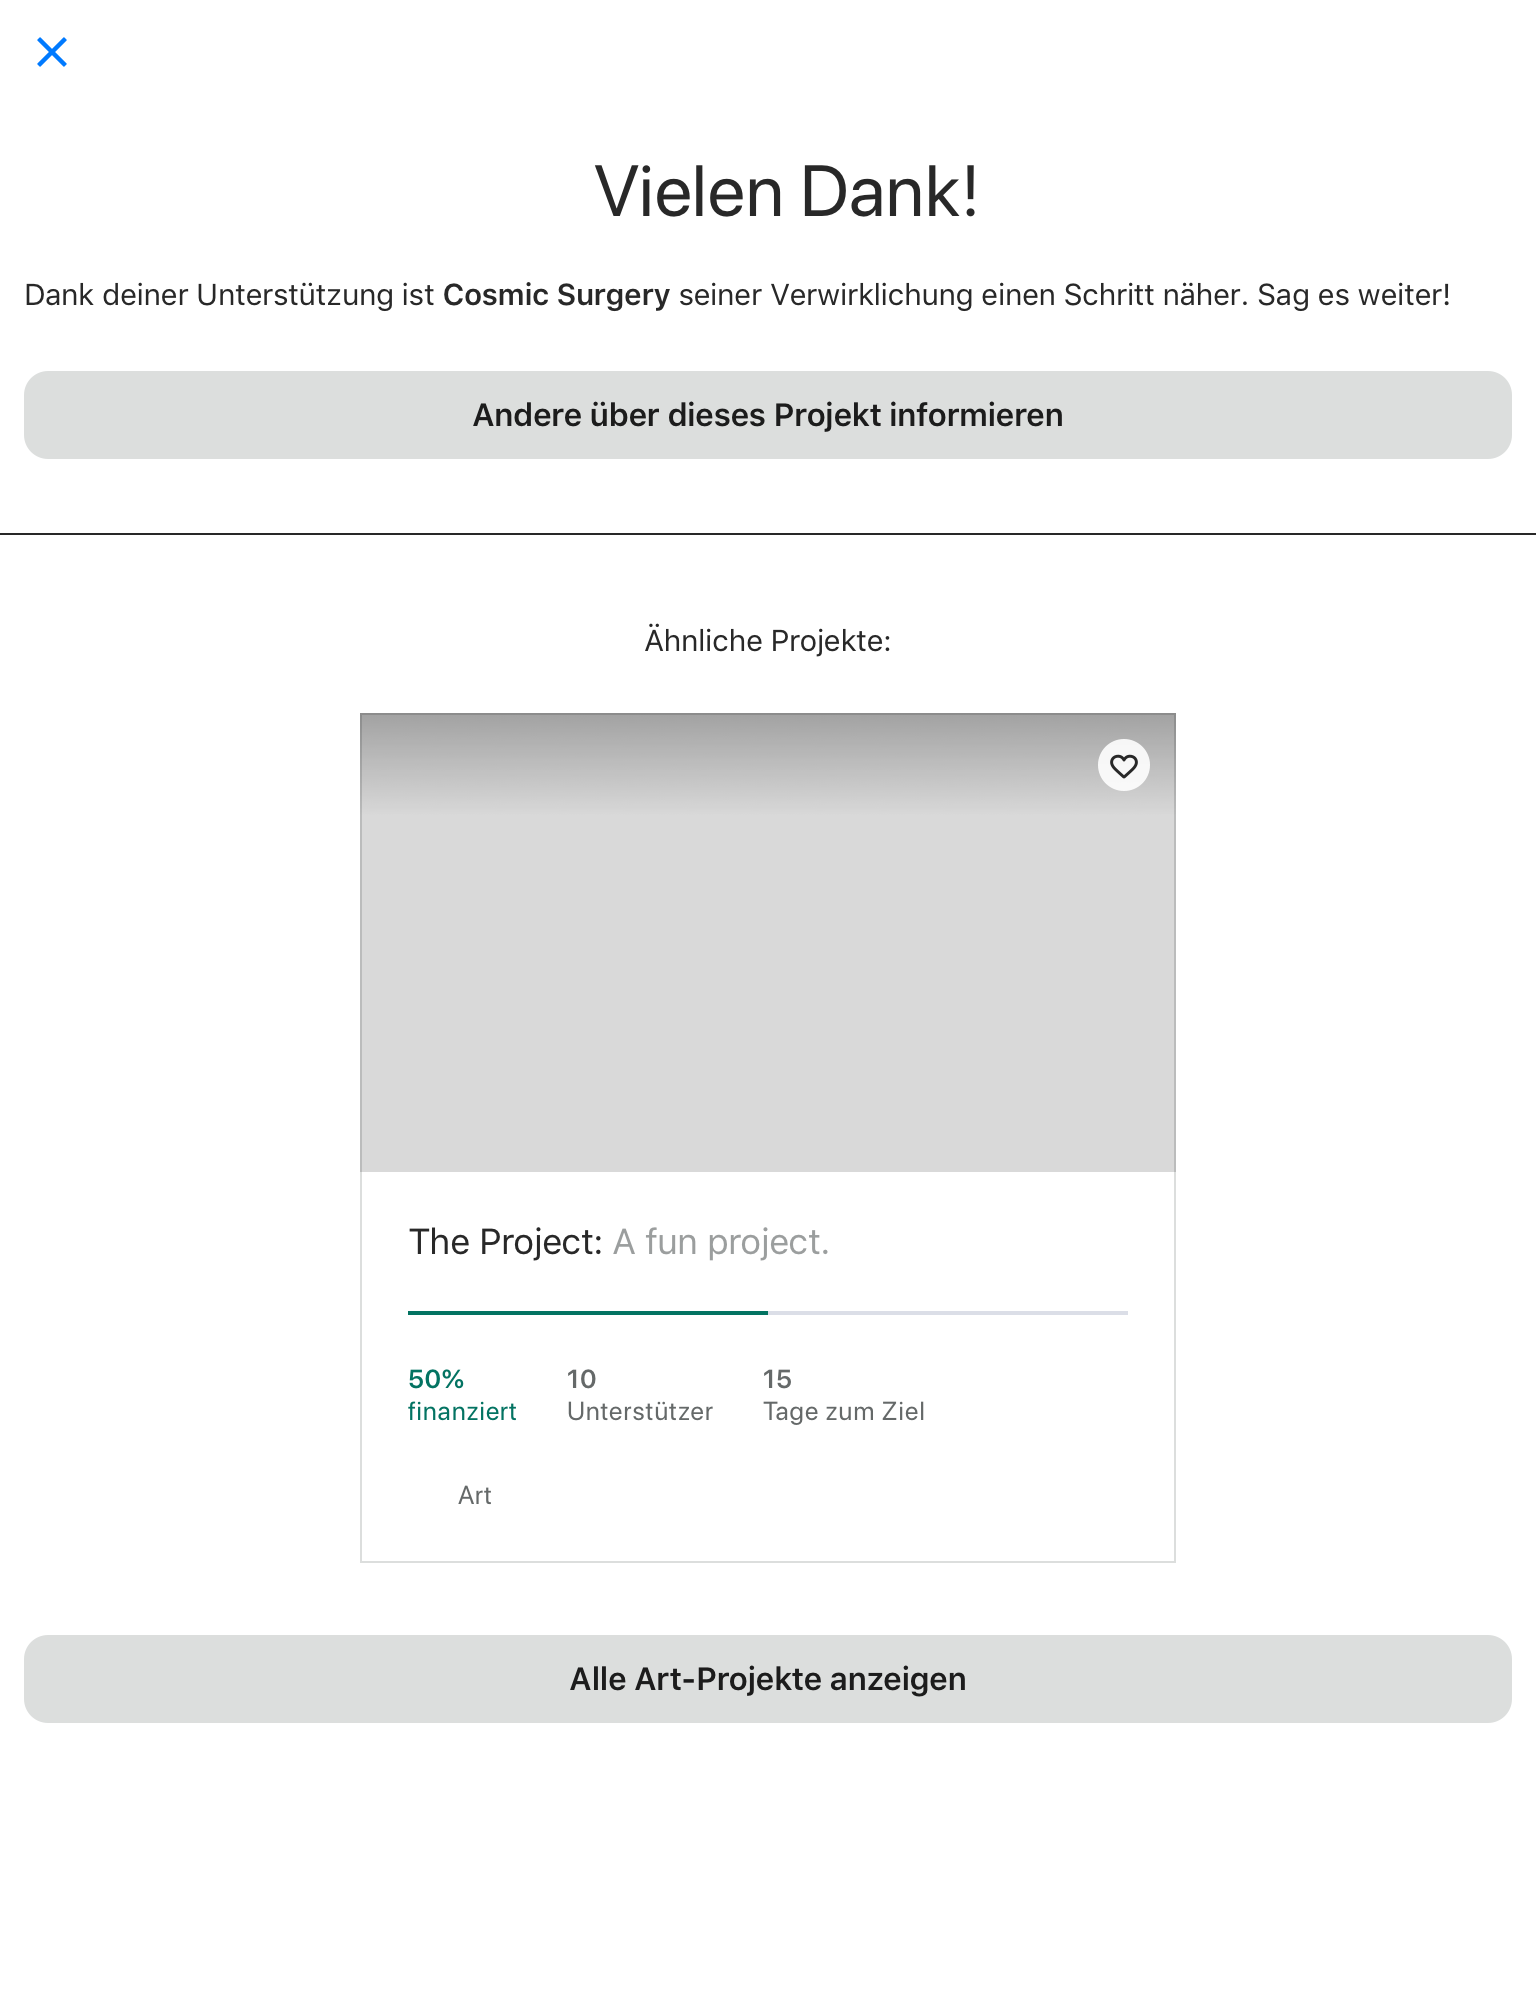 Vielen Dank!
Dank deiner Unterstützung ist Cosmic Surgery seiner Verwirklichung einen Schritt näher. Sag es weiter!
Andere über dieses Projekt informieren
Ähnliche Projekte:
The Project: A fun project.
50%
finanziert
10
Unterstützer
15
Tage zum Ziel
Art
Alle Art-Projekte anzeigen